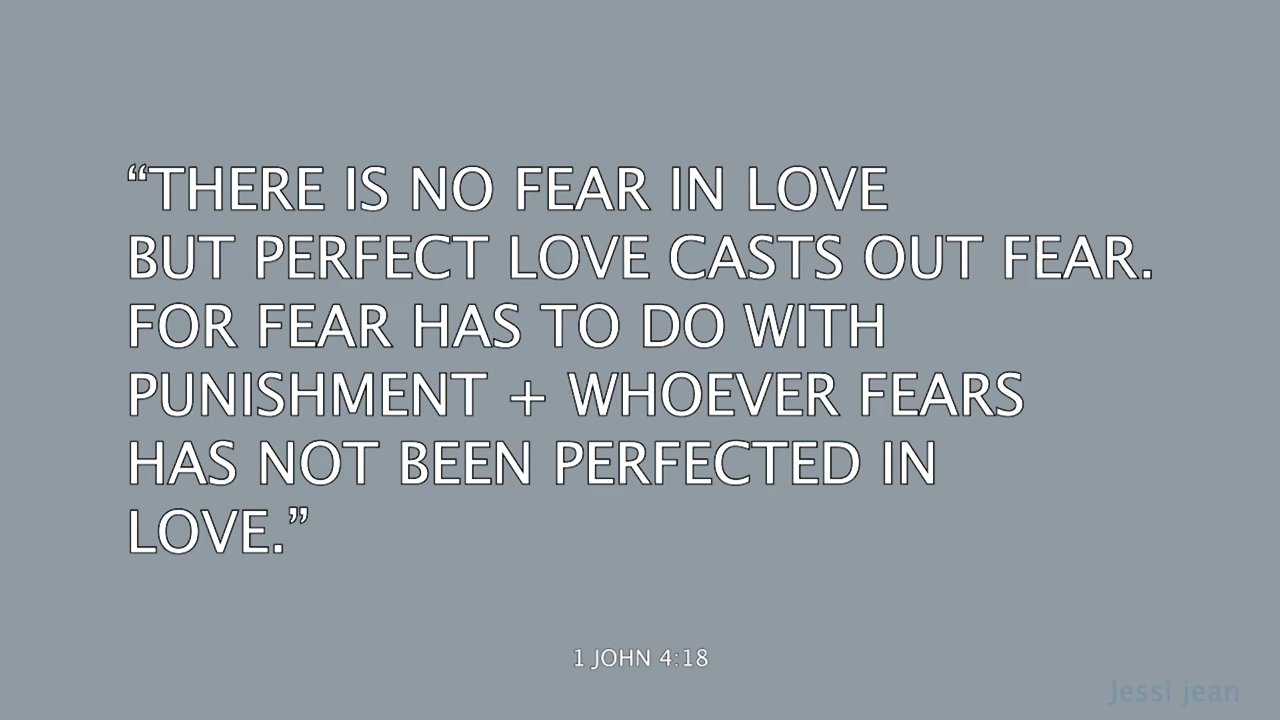 “THERE IS NO FEAR IN LOVE
BUT PERFECT LOVE CASTS OUT FEAR.
FOR FEAR HAS TO DO WITH
PUNISHMENT + WHOEVER FEARS
HAS NOT BEEN PERFECTED IN
LOVE.”
1 JOHN 4:18
Jessi jean